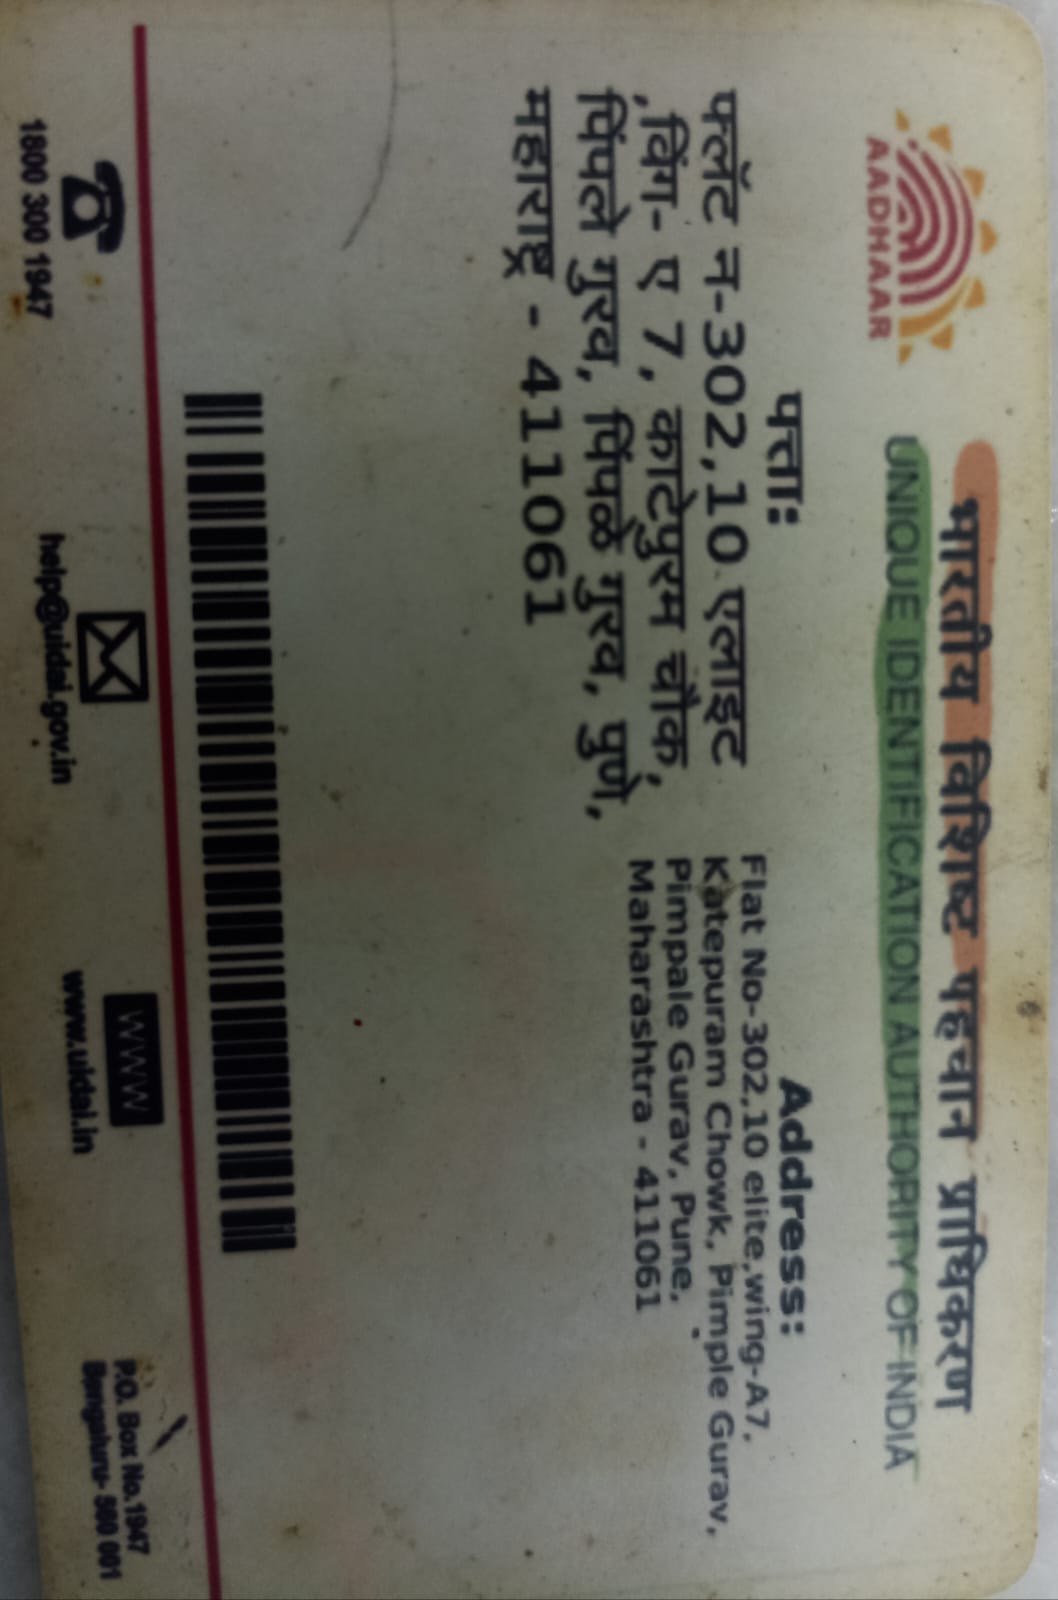 AADHAAR
भारतीय विशिष्ट पहचान प्राधिकरण
UNIQUE IDENTIFICATION AUTHORITY OF INDIA
पत्ता:
फ्लॅट न-302,10 एलाइट
,विंग- ए 7, काटेपुरम चौक,
पिंपले गुरव, पिंपळे गुरव, पुणे,
महाराष्ट्र - 411061
Address:
Flat No-302,10 elite,wing-A7,
Katepuram Chowk, Pimple Gurav,
Pimpale Gurav, Pune,
Maharashtra - 411061
1800 300 1947
help@uidai.gov.in
WWW
www.uidai.in
P.O. Box No.1947
Bengaluru- 560 001